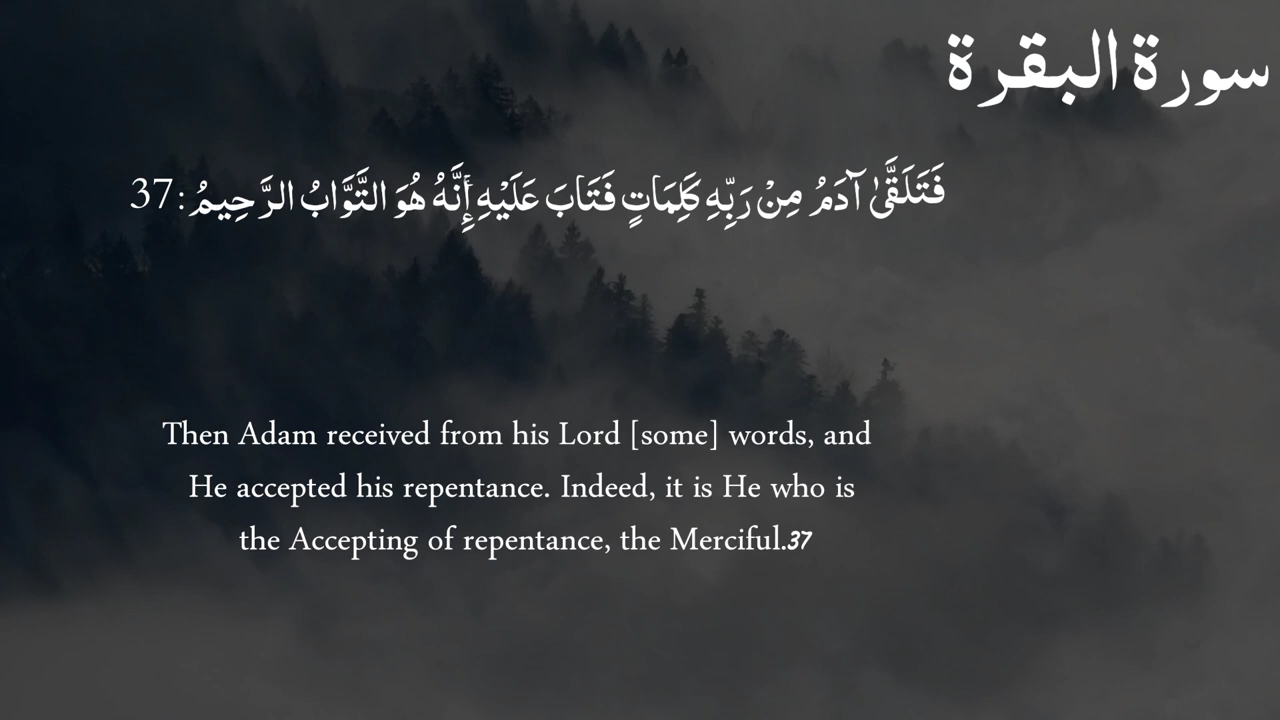 سورة البقرة
فَتَلَقَّىٰ آدَمُ مِنْ رَبِّهِ كَلِمَاتٍ فَتَابَ عَلَيْهِ إِنَّهُ هُوَ التَّوَّابُ الرَّحِيمُ :37
Then Adam received from his Lord [some] words, and
He accepted his repentance. Indeed, it is He who is
the Accepting of repentance, the Merciful.37